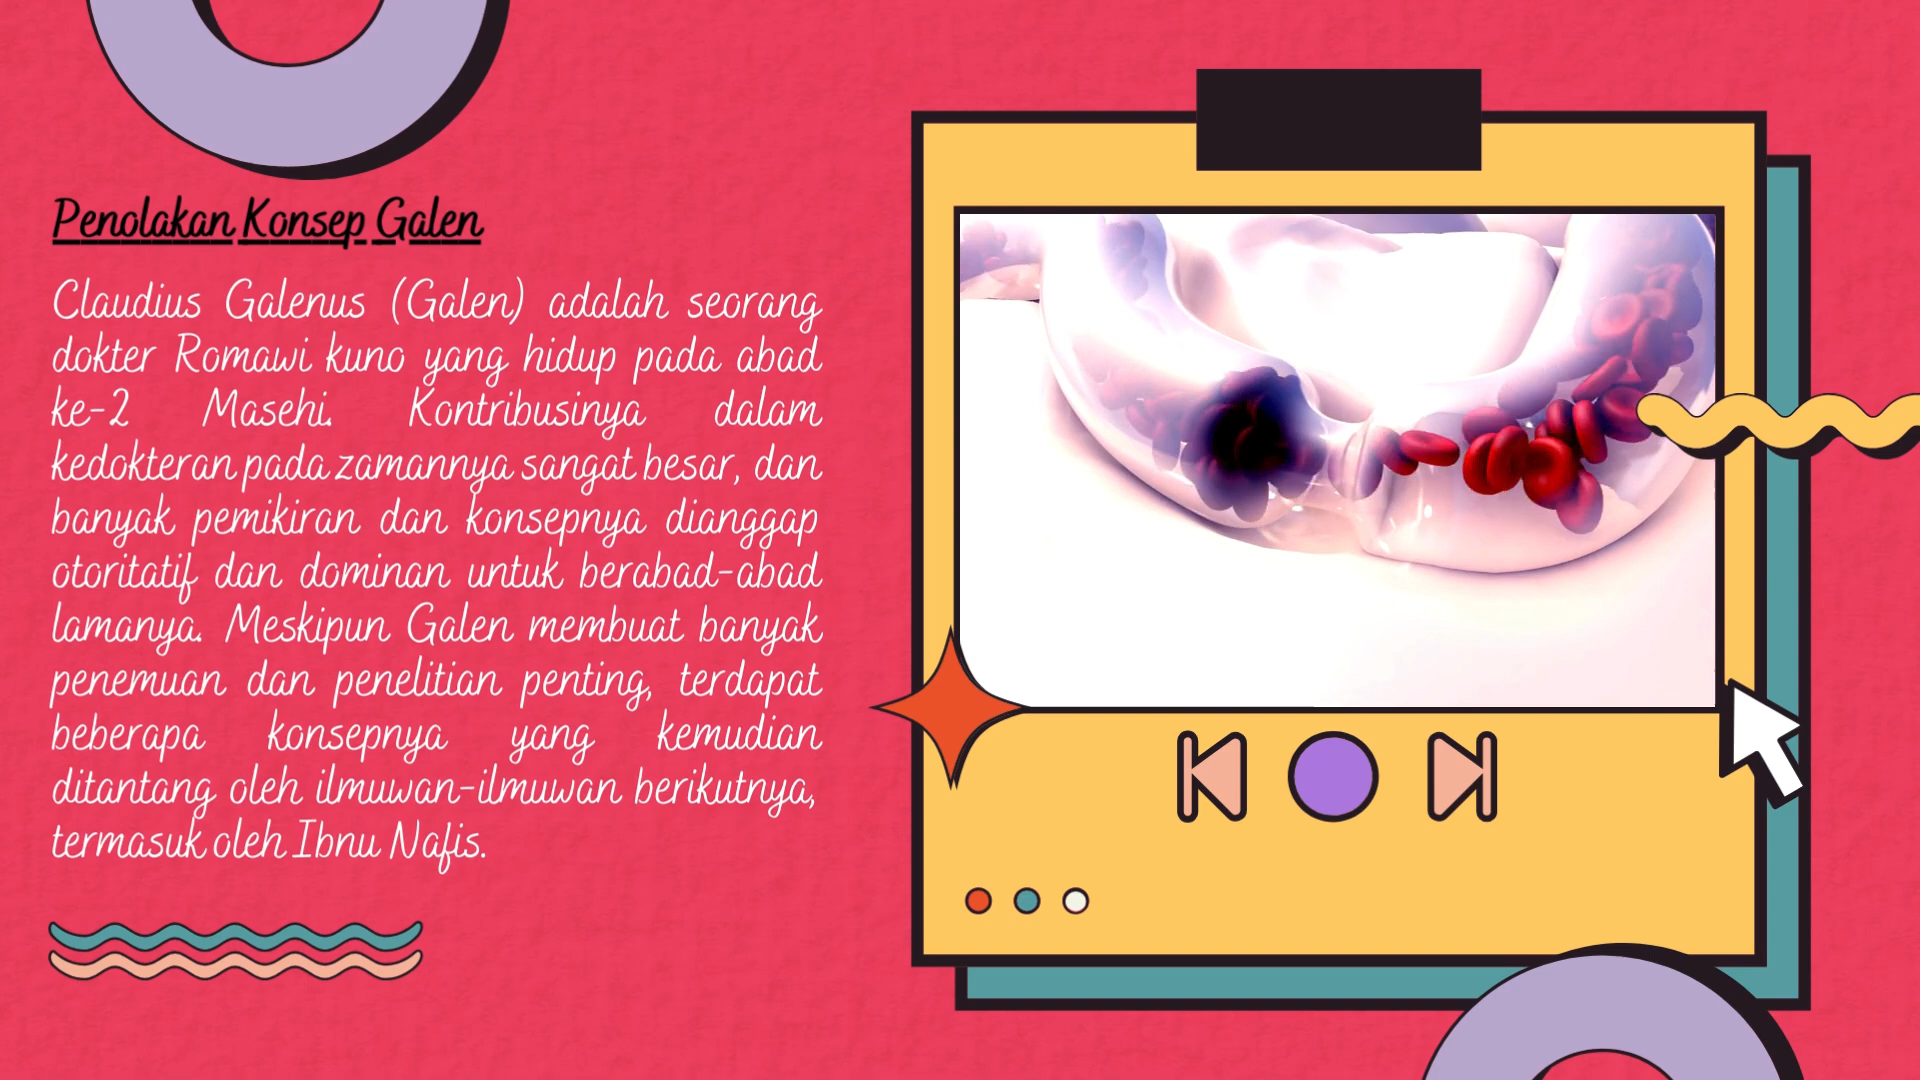 Penolakan Konsep Galen
Claudius Galenus (Galen) adalah seorang
dokter Romawi kuno yang hidup pada abad
ke-2 Masehi. Kontribusinya dalam
kedokteran pada zamannya sangat besar, dan
banyak pemikiran dan konsepnya dianggap
otoritatif dan dominan untuk berabad-abad
lamanya. Meskipun Galen membuat banyak
penemuan dan penelitian penting, terdapat
beberapa konsepnya yang kemudian
ditantang oleh ilmuwan-ilmuwan berikutnya,
termasuk oleh Ibnu Nafis.